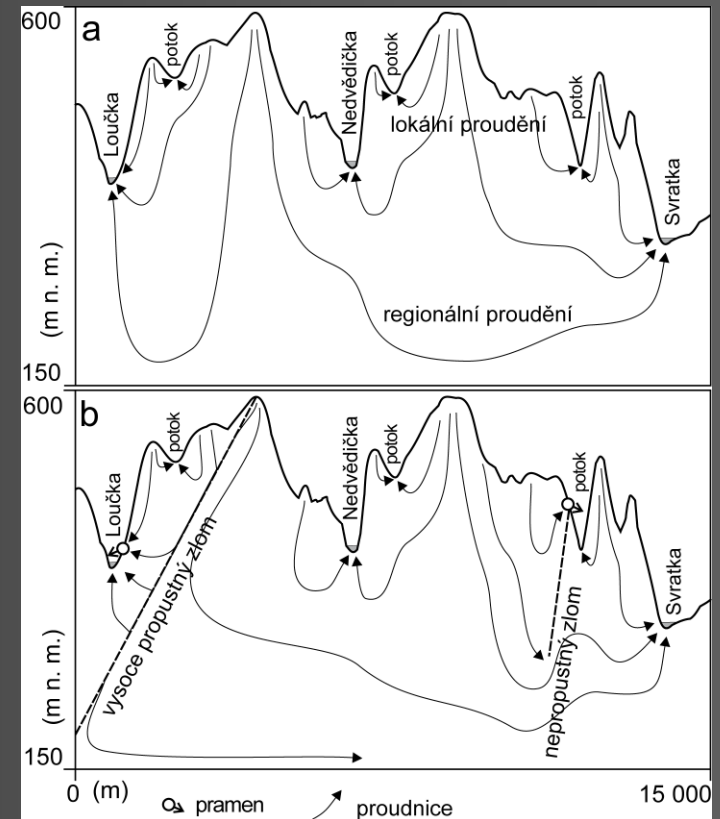 600
a
Loučka
potok
Nedvědička
potok
lokální proudění
potok
Svratka
(m n. m.)
regionální proudění
150
600
b
Loučka
potok
Nedvědička
potok
potok
Svratka
vysoce propustný zlom
nepropustný zlom
(m n. m.)
150
0 (m) 15 000
pramen proudnice